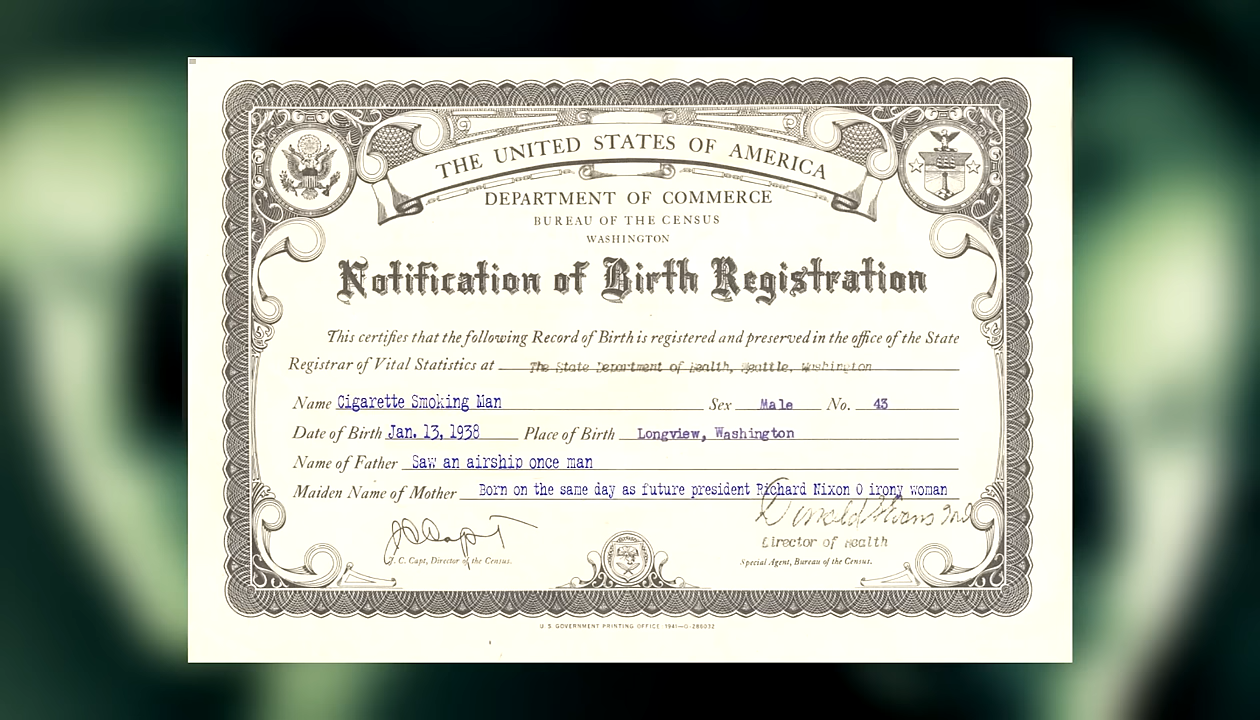 THE UNITED STATES OF AMERICA
DEPARTMENT OF COMMERCE
BUREAU OF THE CENSUS
WASHINGTON
Notification of Birth Registration
This certifies that the following Record of Birth is registered and preserved in the office of the State
Registrar of Vital Statistics at The State Department of Health, Seattle, Washington
Name Cigarette Smoking Man Sex Male No. 43
Date of Birth Jan. 13, 1938 Place of Birth Longview, Washington
Name of Father Saw an airship once man
Maiden Name of Mother Born on the same day as future president Richard Nixon O irony woman
Director of Health
J. C. Capt, Director of the Census. Special Agent, Bureau of the Census.
U. S. GOVERNMENT PRINTING OFFICE 1941—O-286032